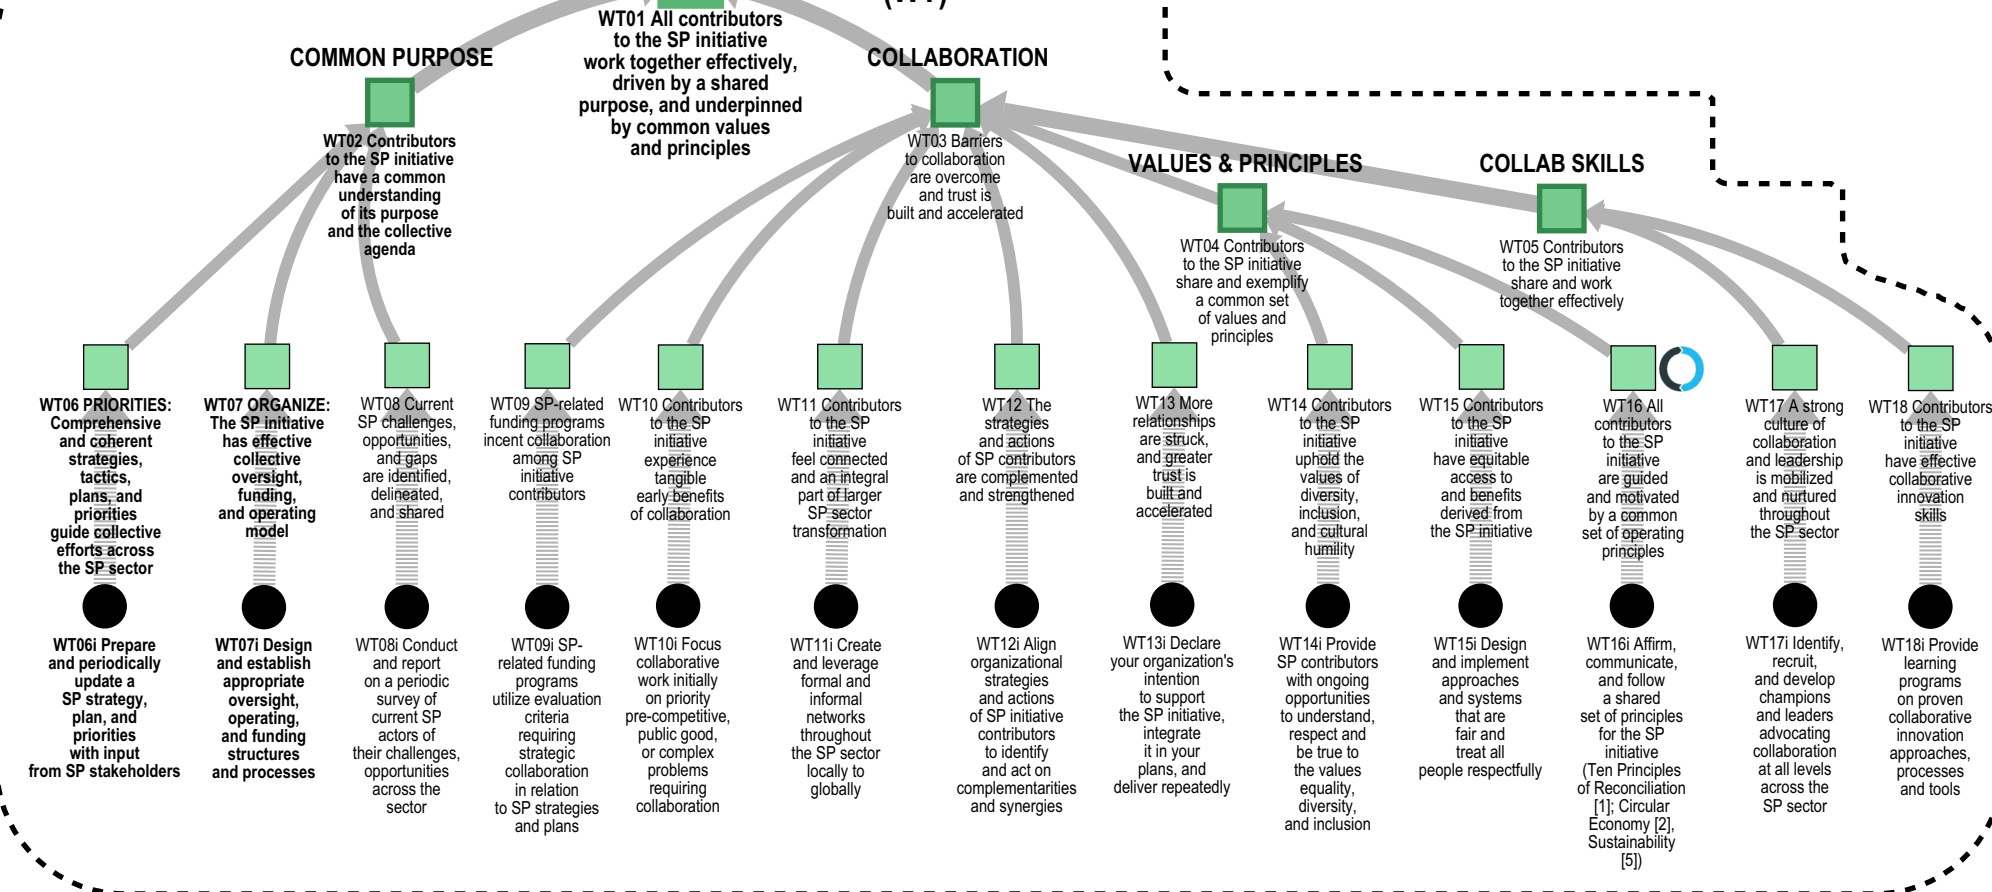 WT01 All contributors
to the SP initiative
work together effectively,
driven by a shared
purpose, and underpinned
by common values
and principles
COMMON PURPOSE
COLLABORATION
WT02 Contributors
to the SP initiative
have a common
understanding
of its purpose
and the collective
agenda
WT03 Barriers
to collaboration
are overcome
and trust is
built and accelerated
VALUES & PRINCIPLES
COLLAB SKILLS
WT04 Contributors
to the SP initiative
share and exemplify
a common set
of values and
principles
WT05 Contributors
to the SP initiative
share and work
together effectively
WT06 PRIORITIES:
Comprehensive
and coherent
strategies,
tactics,
plans, and
priorities
guide collective
efforts across
the SP sector
WT07 ORGANIZE:
The SP initiative
has effective
collective
oversight,
funding,
and operating
model
WT08 Current
SP challenges,
opportunities,
and gaps
are identified,
delineated,
and shared
WT09 SP-related
funding programs
incent collaboration
among SP
initiative
contributors
WT10 Contributors
to the SP
initiative
experience
tangible
early benefits
of collaboration
WT11 Contributors
to the SP
initiative
feel connected
and an integral
part of larger
SP sector
transformation
WT12 The
strategies
and actions
of SP contributors
are complemented
and strengthened
WT13 More
relationships
are struck,
and greater
trust is
built and
accelerated
WT14 Contributors
to the SP
initiative
uphold the
values of
diversity,
inclusion,
and cultural
humility
WT15 Contributors
to the SP
initiative
have equitable
access to
and benefits
derived from
the SP initiative
WT16 All
contributors
to the SP
initiative
are guided
and motivated
by a common
set of operating
principles
WT17 A strong
culture of
collaboration
and leadership
is mobilized
and nurtured
throughout
the SP sector
WT18 Contributors
to the SP
initiative
have effective
collaborative
innovation
skills
WT06i Prepare
and periodically
update a
SP strategy,
plan, and
priorities
with input
from SP stakeholders
WT07i Design
and establish
appropriate
oversight,
operating,
and funding
structures
and processes
WT08i Conduct
and report
on a periodic
survey of
current SP
actors of
their challenges,
opportunities
across the
sector
WT09i SP-
related funding
programs
utilize evaluation
criteria
requiring
strategic
collaboration
in relation
to SP strategies
and plans
WT10i Focus
collaborative
work initially
on priority
pre-competitive,
public good,
or complex
problems
requiring
collaboration
WT11i Create
and leverage
formal and
informal
networks
throughout
the SP sector
locally to
globally
WT12i Align
organizational
strategies
and actions
of SP initiative
contributors
to identify
and act on
complementarities
and synergies
WT13i Declare
your organization's
intention
to support
the SP initiative,
integrate
it in your
plans, and
deliver repeatedly
WT14i Provide
SP contributors
with ongoing
opportunities
to understand,
respect and
be true to
the values
equality,
diversity,
and inclusion
WT15i Design
and implement
approaches
and systems
that are
fair and
treat all
people respectfully
WT16i Affirm,
communicate,
and follow
a shared
set of principles
for the SP
initiative
(Ten Principles
of Reconciliation
[1]; Circular
Economy [2],
Sustainability
[5])
WT17i Identify,
recruit,
and develop
champions
and leaders
advocating
collaboration
at all levels
across the
SP sector
WT18i Provide
learning
programs
on proven
collaborative
innovation
approaches,
processes
and tools